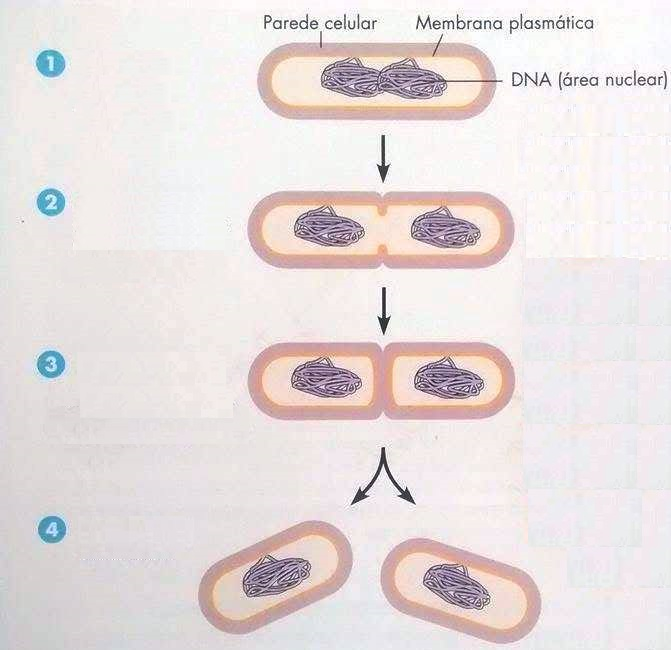 Parede celular
Membrana plasmática
1
DNA (área nuclear)
2
3
4